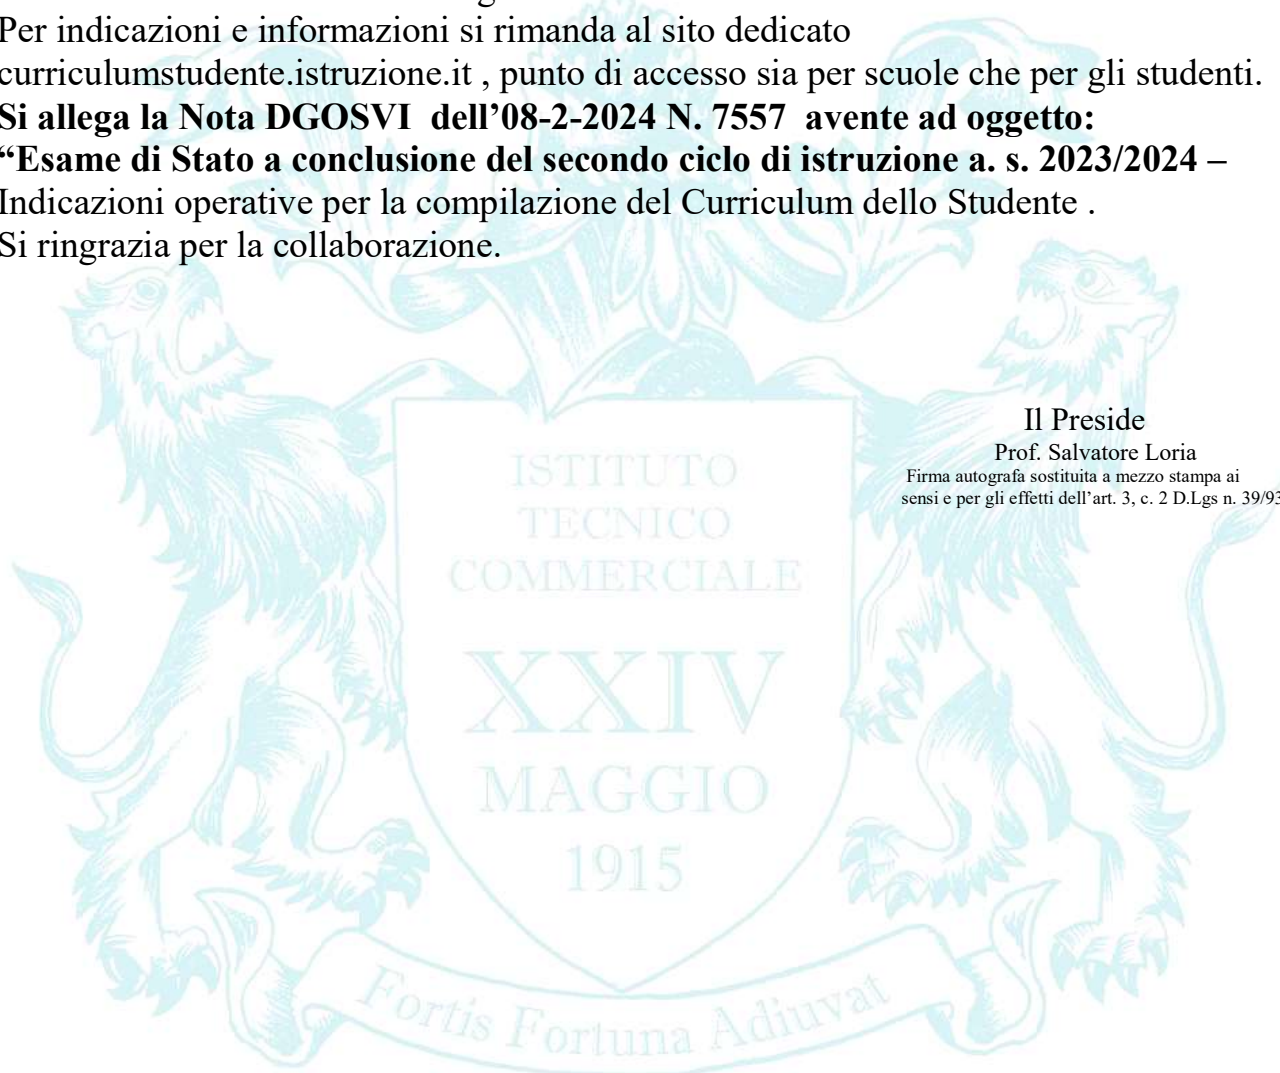 Per indicazioni e informazioni si rimanda al sito dedicato
curriculumstudente.istruzione.it , punto di accesso sia per scuole che per gli studenti.
Si allega la Nota DGOSVI  dell’08-2-2024 N. 7557  avente ad oggetto:
“Esame di Stato a conclusione del secondo ciclo di istruzione a. s. 2023/2024 –
Indicazioni operative per la compilazione del Curriculum dello Studente .
Si ringrazia per la collaborazione.
Il Preside
Prof. Salvatore Loria
Firma autografa sostituita a mezzo stampa ai
sensi e per gli effetti dell’art. 3, c. 2 D.Lgs n. 39/93
ISTITUTO
TECNICO
COMMERCIALE
XXIV
MAGGIO
1915
Fortis Fortuna Adiuvat